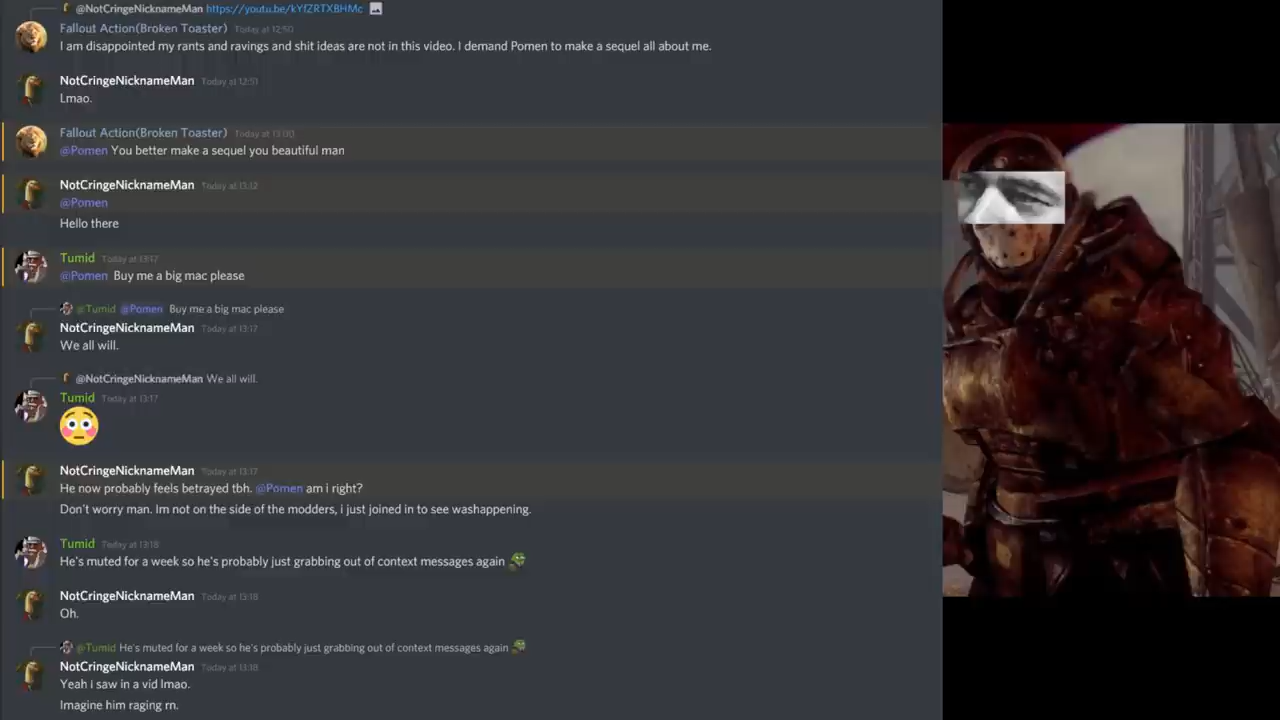 @NotCringeNicknameMan https://youtu.be/kYfZRTXBHMc
Fallout Action(Broken Toaster) Today at 12:50
I am disappointed my rants and ravings and shit ideas are not in this video. I demand Pomen to make a sequel all about me.
NotCringeNicknameMan Today at 12:51
Lmao.
Fallout Action(Broken Toaster) Today at 13:00
@Pomen You better make a sequel you beautiful man
NotCringeNicknameMan Today at 13:12
@Pomen
Hello there
Tumid Today at 13:17
@Pomen Buy me a big mac please
@Tumid @Pomen Buy me a big mac please
NotCringeNicknameMan Today at 13:17
We all will.
@NotCringeNicknameMan We all will.
Tumid Today at 13:17
NotCringeNicknameMan Today at 13:17
He now probably feels betrayed tbh. @Pomen am i right?
Don't worry man. Im not on the side of the modders, i just joined in to see washappening.
Tumid Today at 13:18
He's muted for a week so he's probably just grabbing out of context messages again
NotCringeNicknameMan Today at 13:18
Oh.
@Tumid He's muted for a week so he's probably just grabbing out of context messages again
NotCringeNicknameMan Today at 13:18
Yeah i saw in a vid lmao.
Imagine him raging rn.